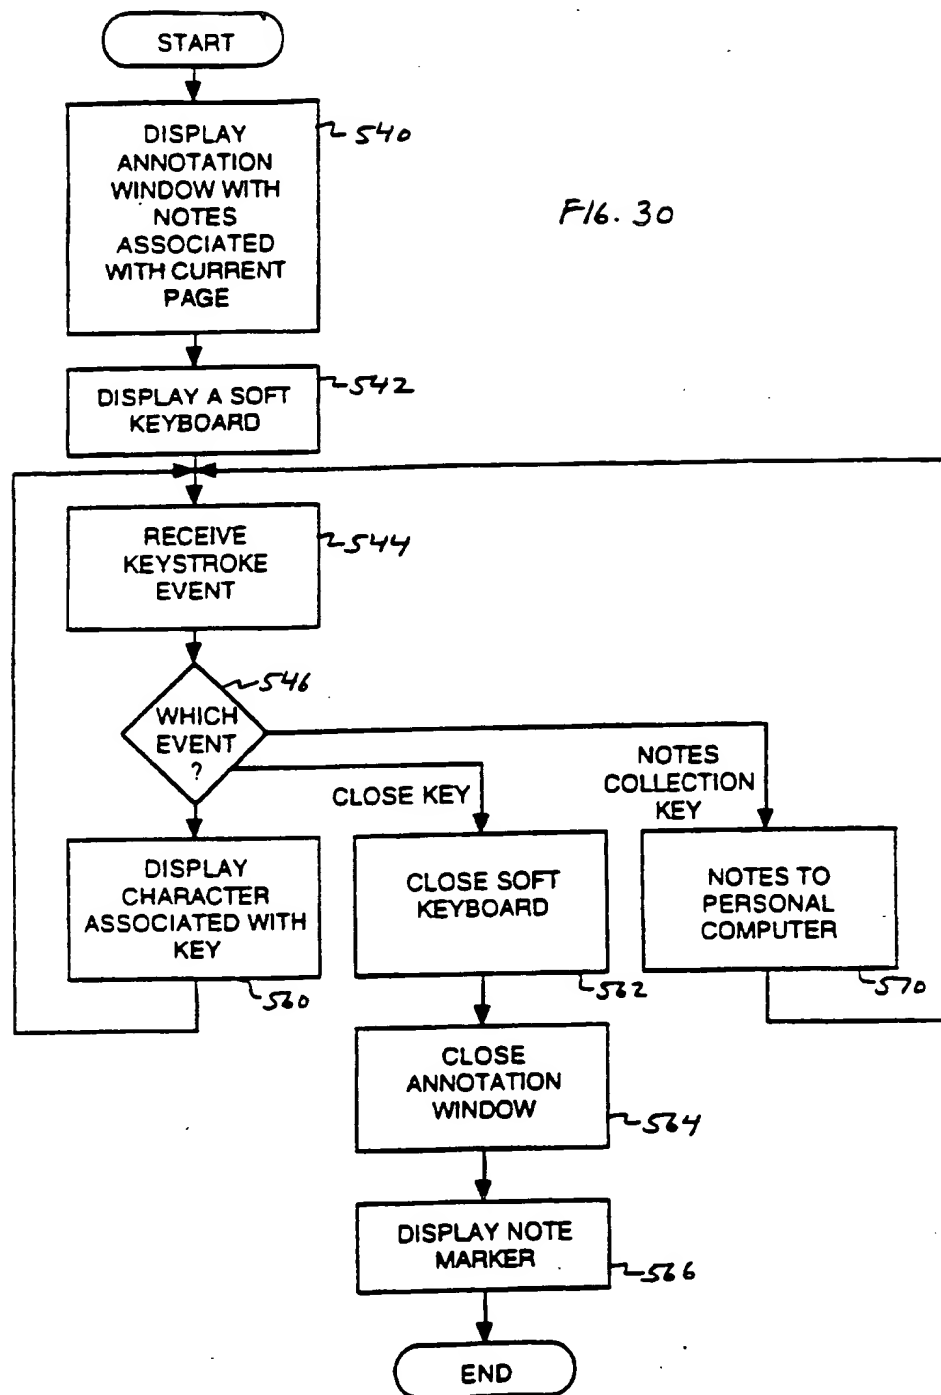 START
DISPLAY
ANNOTATION
WINDOW WITH
NOTES
ASSOCIATED
WITH CURRENT
PAGE
540
FIG. 30
DISPLAY A SOFT
KEYBOARD
542
RECEIVE
KEYSTROKE
EVENT
544
WHICH
EVENT
?
546
CLOSE KEY
NOTES
COLLECTION
KEY
DISPLAY
CHARACTER
ASSOCIATED WITH
KEY
560
CLOSE SOFT
KEYBOARD
562
NOTES TO
PERSONAL
COMPUTER
570
CLOSE
ANNOTATION
WINDOW
564
DISPLAY NOTE
MARKER
566
END